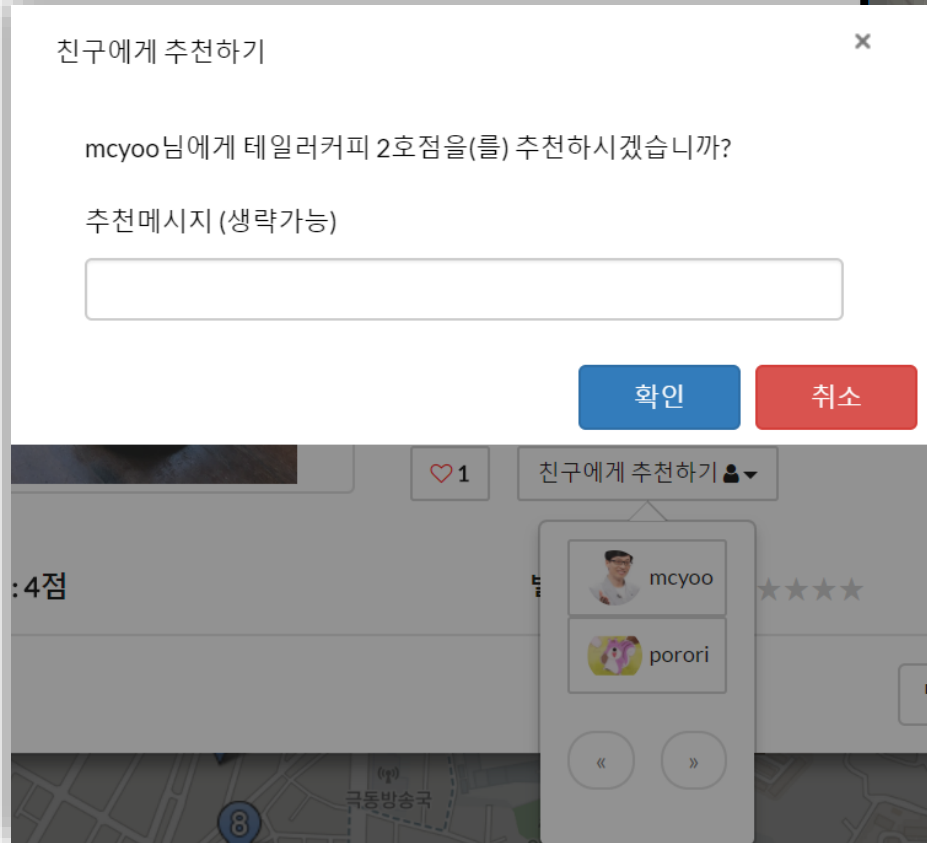 친구에게 추천하기
×
mcyoo님에게 테일러커피 2호점을(를) 추천하시겠습니까?
추천메시지 (생략가능)
확인 취소
1 친구에게 추천하기
mcyoo
: 4점
porori
« »
극동방송국
8